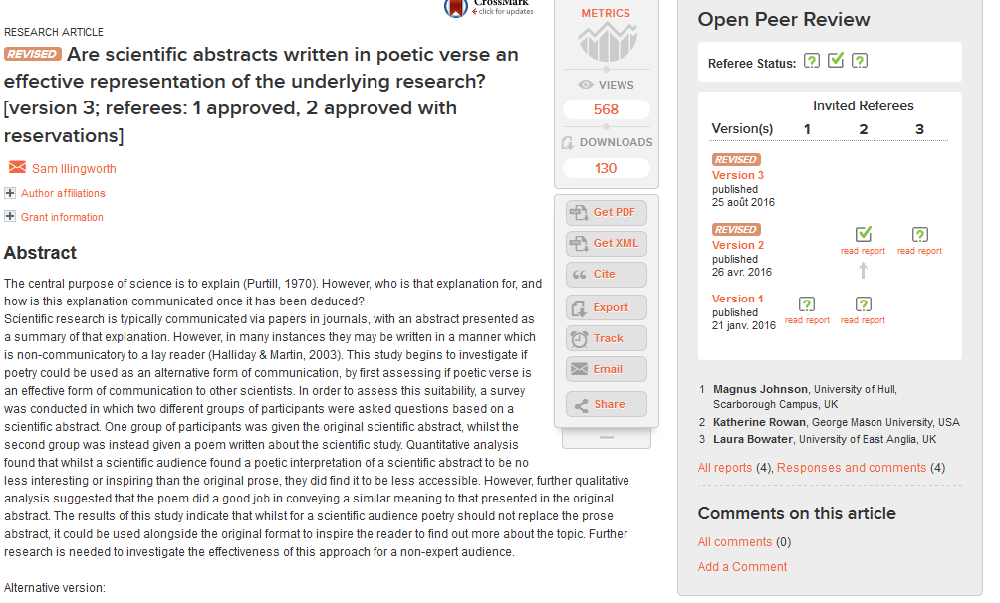 CrossMark
click for updates
RESEARCH ARTICLE
REVISED Are scientific abstracts written in poetic verse an
effective representation of the underlying research?
[version 3; referees: 1 approved, 2 approved with
reservations]
Sam Illingworth
Author affiliations
Grant information
Abstract
The central purpose of science is to explain (Purtill, 1970). However, who is that explanation for, and
how is this explanation communicated once it has been deduced?
Scientific research is typically communicated via papers in journals, with an abstract presented as
a summary of that explanation. However, in many instances they may be written in a manner which
is non-communicatory to a lay reader (Halliday & Martin, 2003). This study begins to investigate if
poetry could be used as an alternative form of communication, by first assessing if poetic verse is
an effective form of communication to other scientists. In order to assess this suitability, a survey
was conducted in which two different groups of participants were asked questions based on a
scientific abstract. One group of participants was given the original scientific abstract, whilst the
second group was instead given a poem written about the scientific study. Quantitative analysis
found that whilst a scientific audience found a poetic interpretation of a scientific abstract to be no
less interesting or inspiring than the original prose, they did find it to be less accessible. However, further qualitative
analysis suggested that the poem did a good job in conveying a similar meaning to that presented in the original
abstract. The results of this study indicate that whilst for a scientific audience poetry should not replace the prose
abstract, it could be used alongside the original format to inspire the reader to find out more about the topic. Further
research is needed to investigate the effectiveness of this approach for a non-expert audience.
Alternative version:
METRICS
VIEWS
568
DOWNLOADS
130
Get PDF
Get XML
Cite
Export
Track
Email
Share
Open Peer Review
Referee Status:
Invited Referees
Version(s) 1 2 3
REVISED
Version 3
published
25 août 2016
REVISED
Version 2
published
26 avr. 2016
read report read report
Version 1
published
21 janv. 2016
read report read report
1 Magnus Johnson, University of Hull,
Scarborough Campus, UK
2 Katherine Rowan, George Mason University, USA
3 Laura Bowater, University of East Anglia, UK
All reports (4), Responses and comments (4)
Comments on this article
All comments (0)
Add a Comment